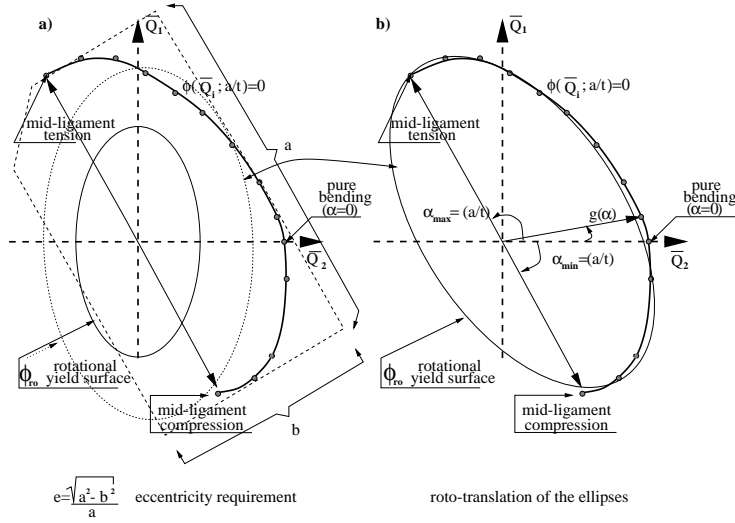 a)
Q̄₁
ϕ(Q̄ᵢ; a/t)=0
mid-ligament
tension
a
pure
bending
(α=0)
Q̄₂
ϕᵣₒ rotational
yield surface
mid-ligament
compression
b
e=√(a²- b²)/a eccentricity requirement
b)
Q̄₁
ϕ(Q̄ᵢ; a/t)=0
mid-ligament
tension
pure
bending
(α=0)
αmax= (a/t)
g(α)
αmin=(a/t)
Q̄₂
ϕᵣₒ rotational
yield surface
mid-ligament
compression
roto-translation of the ellipses